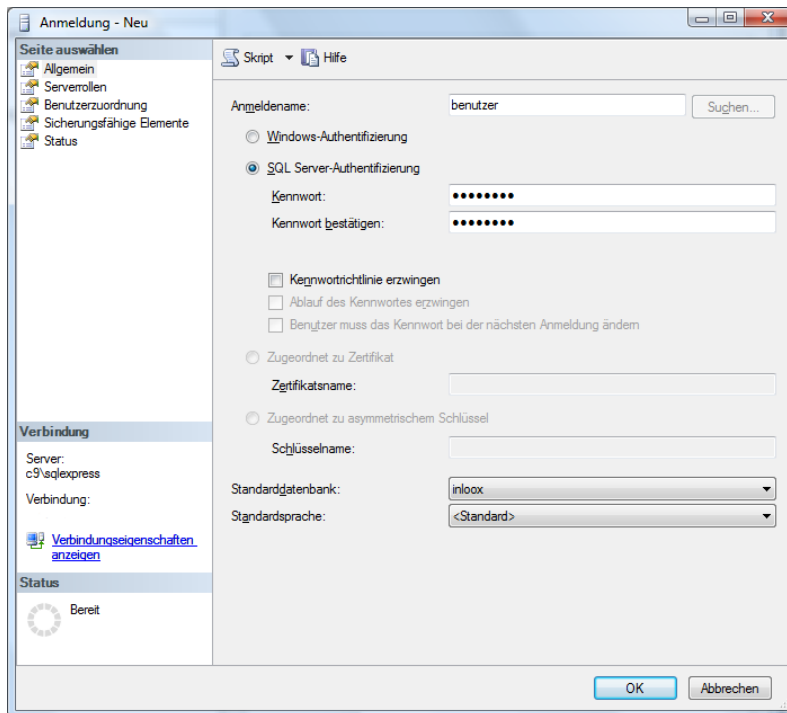 Anmeldung - Neu
Seite auswählen
Allgemein
Serverrollen
Benutzerzuordnung
Sicherungsfähige Elemente
Status
Skript
Hilfe
Anmeldename:
benutzer
Suchen...
Windows-Authentifizierung
SQL Server-Authentifizierung
Kennwort:
●●●●●●●●
Kennwort bestätigen:
●●●●●●●●
Kennwortrichtlinie erzwingen
Ablauf des Kennwortes erzwingen
Benutzer muss das Kennwort bei der nächsten Anmeldung ändern
Zugeordnet zu Zertifikat
Zertifikatsname:
Zugeordnet zu asymmetrischem Schlüssel
Schlüsselname:
Standarddatenbank:
inloox
Standardsprache:
<Standard>
Verbindung
Server:
c9\sqlexpress
Verbindung:
Verbindungseigenschaften
anzeigen
Status
Bereit
OK
Abbrechen